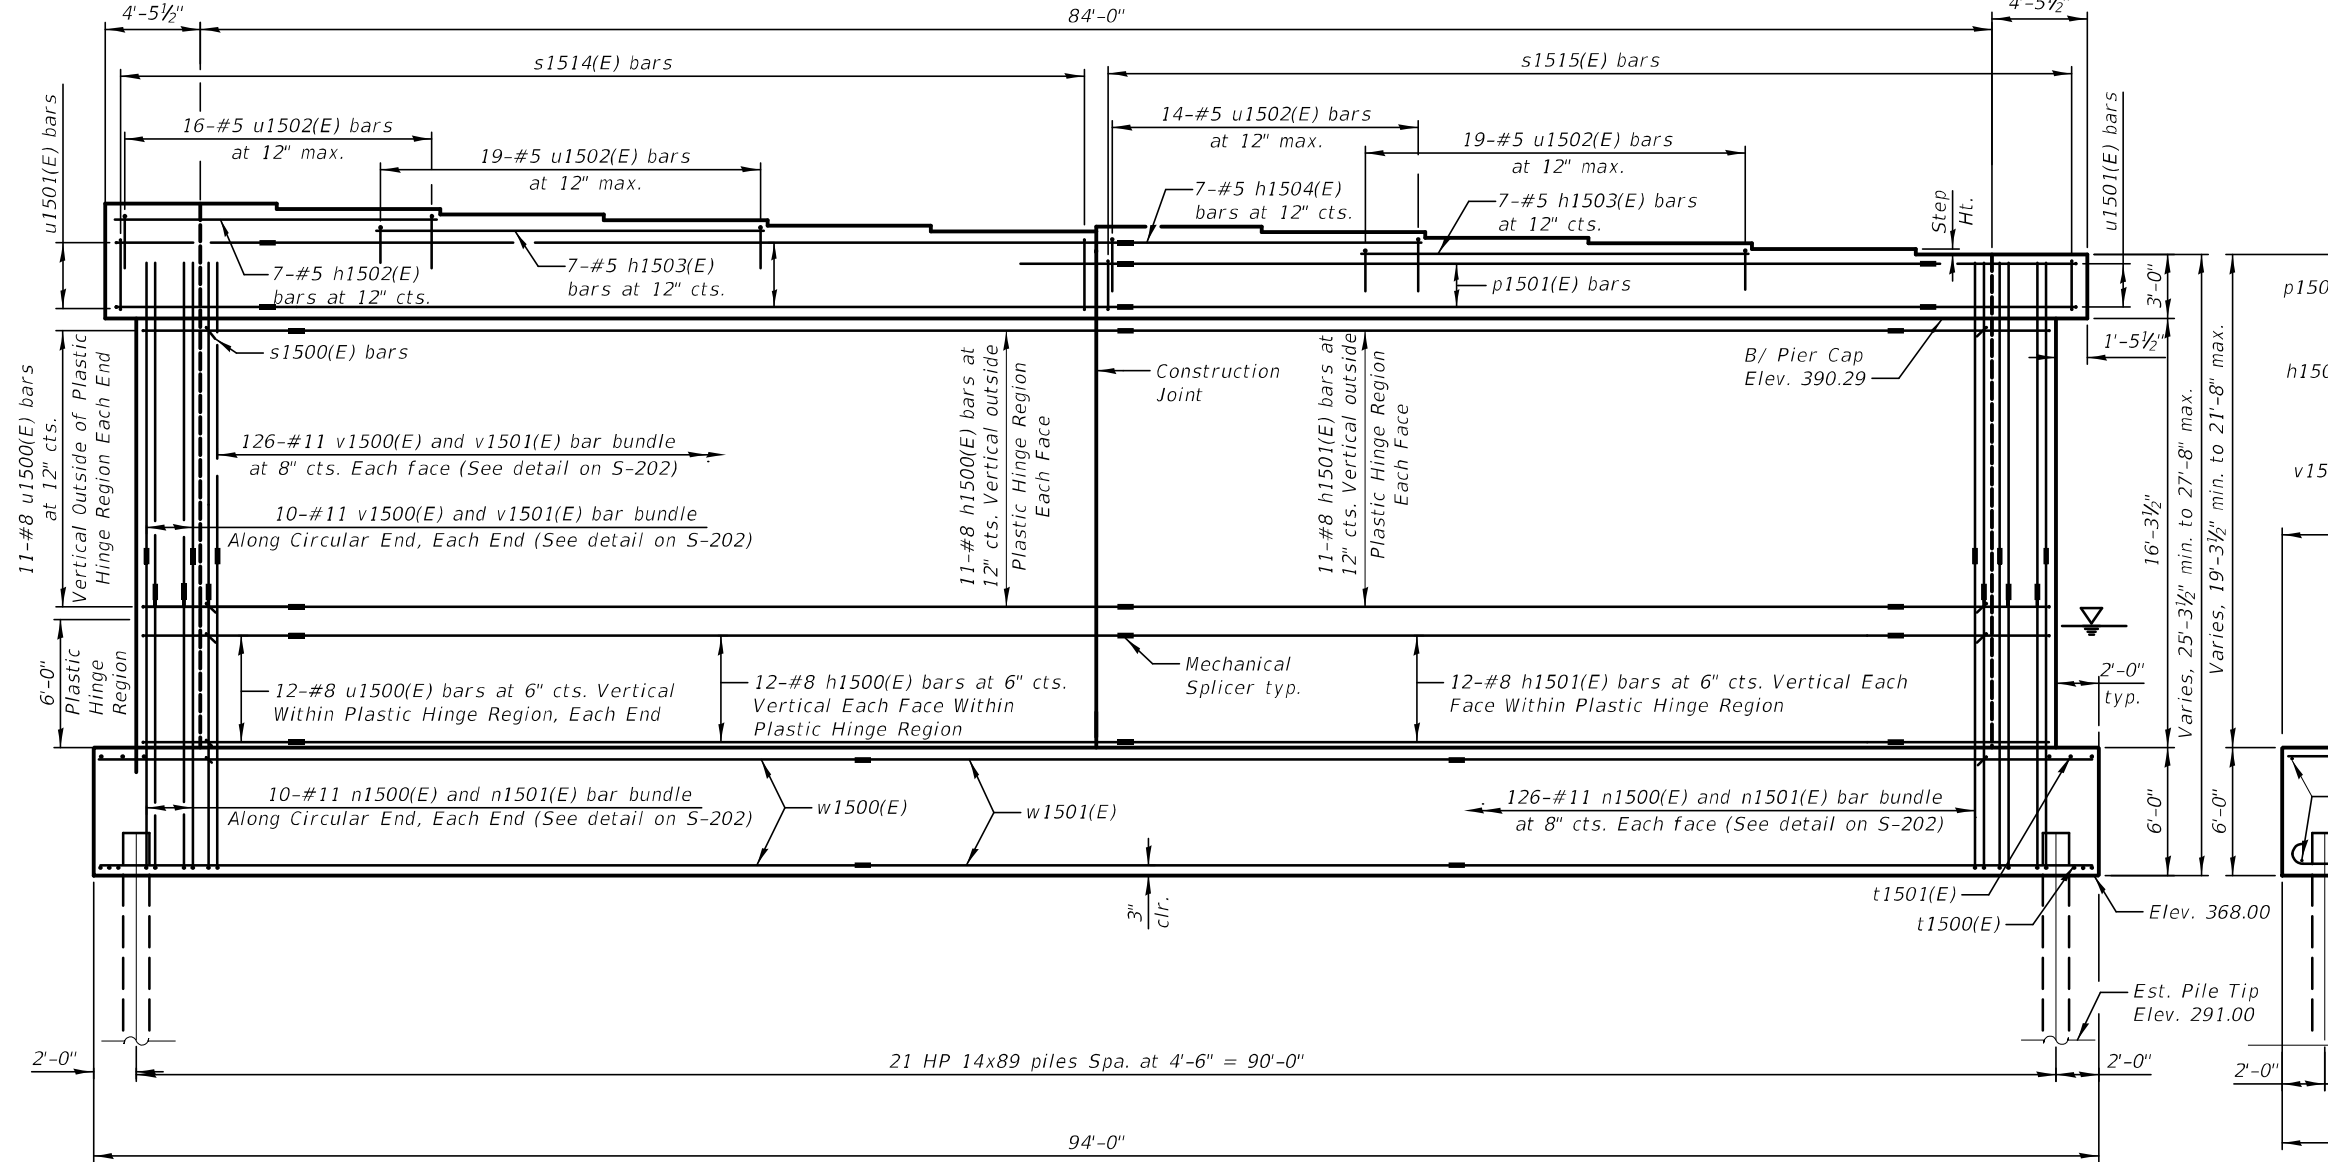 4'-5½"
84'-0"
4'-5½"
s1514(E) bars
s1515(E) bars
u1501(E) bars
16-#5 u1502(E) bars
at 12" max.
19-#5 u1502(E) bars
at 12" max.
14-#5 u1502(E) bars
at 12" max.
19-#5 u1502(E) bars
at 12" max.
u1501(E) bars
7-#5 h1504(E)
bars at 12" cts.
7-#5 h1503(E) bars
at 12" cts.
Step
Ht.
7-#5 h1502(E)
bars at 12" cts.
7-#5 h1503(E)
bars at 12" cts.
p1501(E) bars
3'-0"
s1500(E) bars
1'-5½"
B/ Pier Cap
Elev. 390.29
Construction
Joint
11-#8 u1500(E) bars
at 12" cts.
Vertical Outside of Plastic
Hinge Region Each End
11-#8 h1500(E) bars at
12" cts. Vertical outside
Plastic Hinge Region
Each Face
11-#8 h1501(E) bars at
12" cts. Vertical outside
Plastic Hinge Region
Each Face
126-#11 v1500(E) and v1501(E) bar bundle
at 8" cts. Each face (See detail on S-202)
10-#11 v1500(E) and v1501(E) bar bundle
Along Circular End, Each End (See detail on S-202)
16'-3½"
Varies, 25'-3½" min. to 27'-8" max.
Varies, 19'-3½" min. to 21'-8" max.
p150
h150
v15
6'-0"
Plastic
Hinge
Region
12-#8 u1500(E) bars at 6" cts. Vertical
Within Plastic Hinge Region, Each End
12-#8 h1500(E) bars at 6" cts.
Vertical Each Face Within
Plastic Hinge Region
Mechanical
Splicer typ.
12-#8 h1501(E) bars at 6" cts. Vertical Each
Face Within Plastic Hinge Region
2'-0"
typ.
10-#11 n1500(E) and n1501(E) bar bundle
Along Circular End, Each End (See detail on S-202)
w1500(E)
w1501(E)
126-#11 n1500(E) and n1501(E) bar bundle
at 8" cts. Each face (See detail on S-202)
6'-0"
6'-0"
3"
clr.
t1501(E)
t1500(E)
Elev. 368.00
Est. Pile Tip
Elev. 291.00
2'-0"
21 HP 14x89 piles Spa. at 4'-6" = 90'-0"
2'-0"
2'-0"
94'-0"